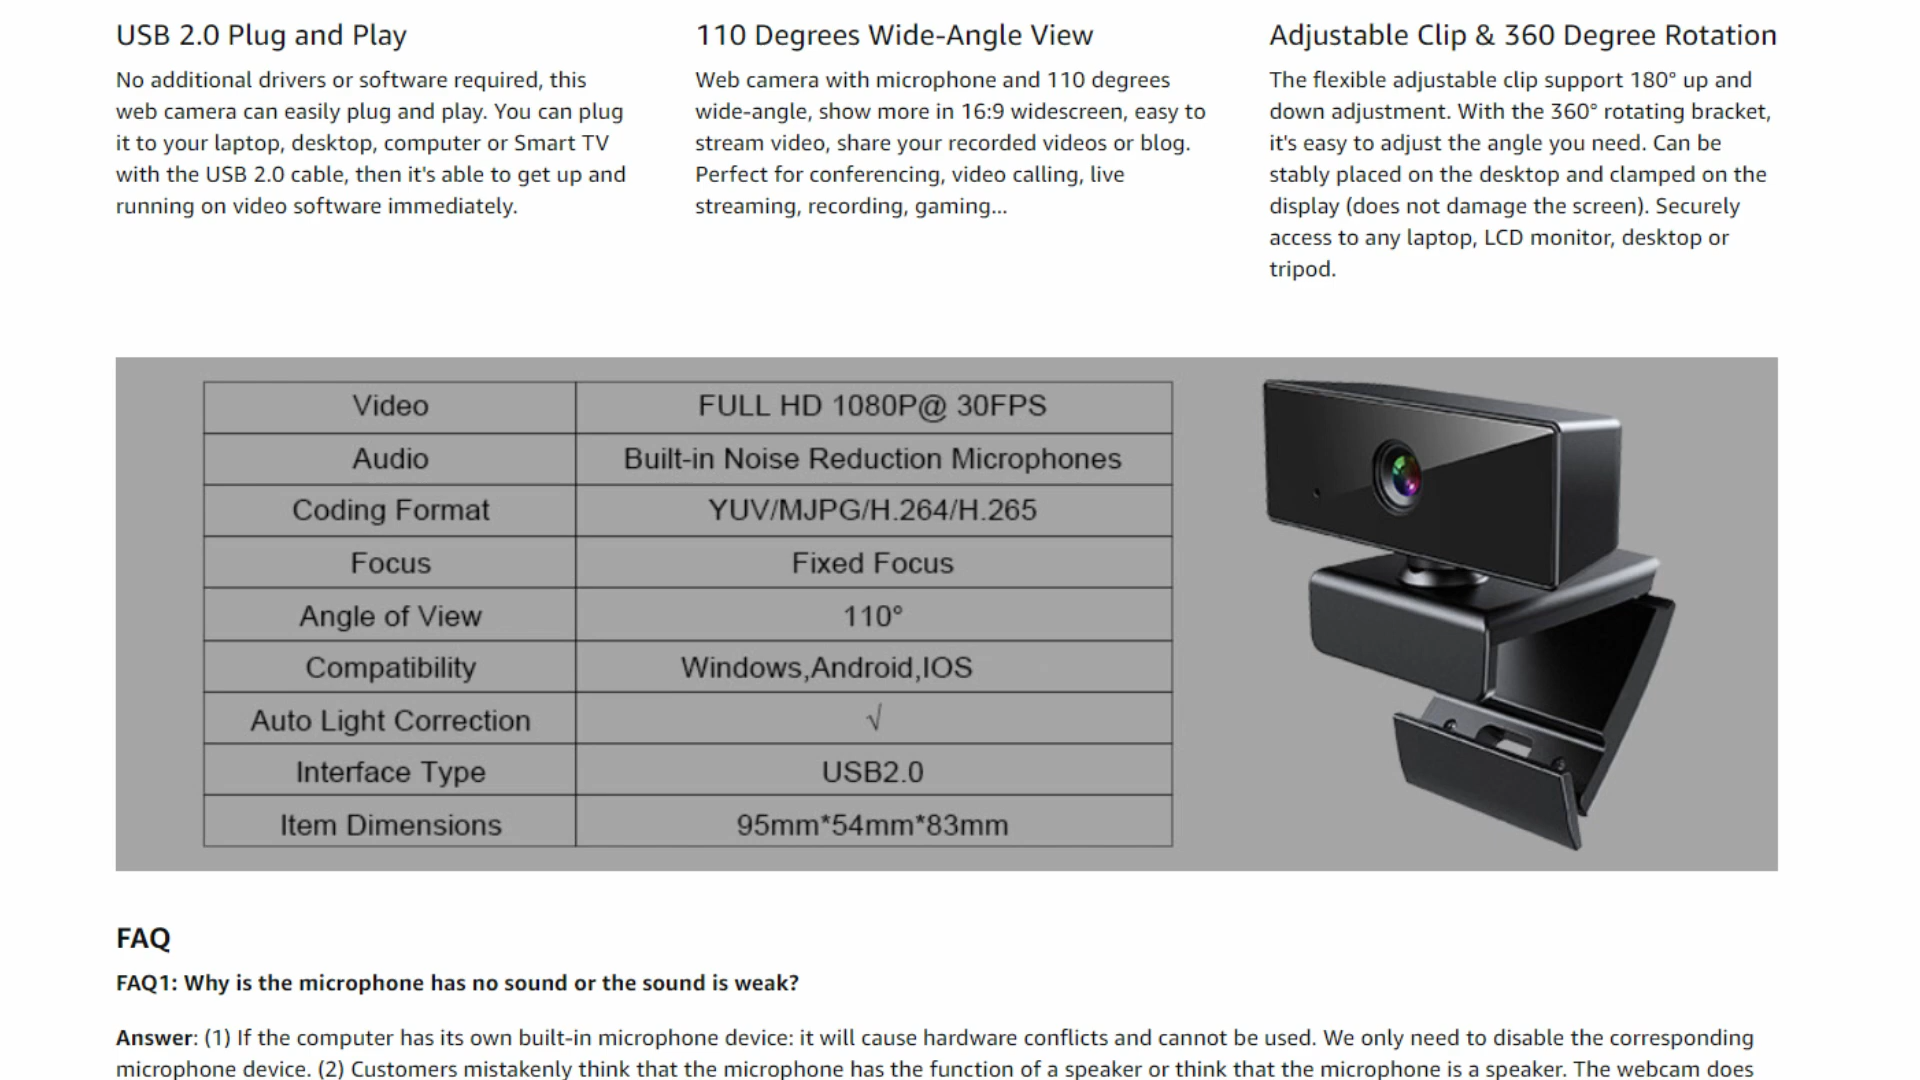 USB 2.0 Plug and Play
No additional drivers or software required, this
web camera can easily plug and play. You can plug
it to your laptop, desktop, computer or Smart TV
with the USB 2.0 cable, then it's able to get up and
running on video software immediately.
110 Degrees Wide-Angle View
Web camera with microphone and 110 degrees
wide-angle, show more in 16:9 widescreen, easy to
stream video, share your recorded videos or blog.
Perfect for conferencing, video calling, live
streaming, recording, gaming...
Adjustable Clip & 360 Degree Rotation
The flexible adjustable clip support 180° up and
down adjustment. With the 360° rotating bracket,
it's easy to adjust the angle you need. Can be
stably placed on the desktop and clamped on the
display (does not damage the screen). Securely
access to any laptop, LCD monitor, desktop or
tripod.
Video FULL HD 1080P@ 30FPS
Audio Built-in Noise Reduction Microphones
Coding Format YUV/MJPG/H.264/H.265
Focus Fixed Focus
Angle of View 110°
Compatibility Windows,Android,IOS
Auto Light Correction √
Interface Type USB2.0
Item Dimensions 95mm*54mm*83mm
FAQ
FAQ1: Why is the microphone has no sound or the sound is weak?
Answer: (1) If the computer has its own built-in microphone device: it will cause hardware conflicts and cannot be used. We only need to disable the corresponding
microphone device. (2) Customers mistakenly think that the microphone has the function of a speaker or think that the microphone is a speaker. The webcam does